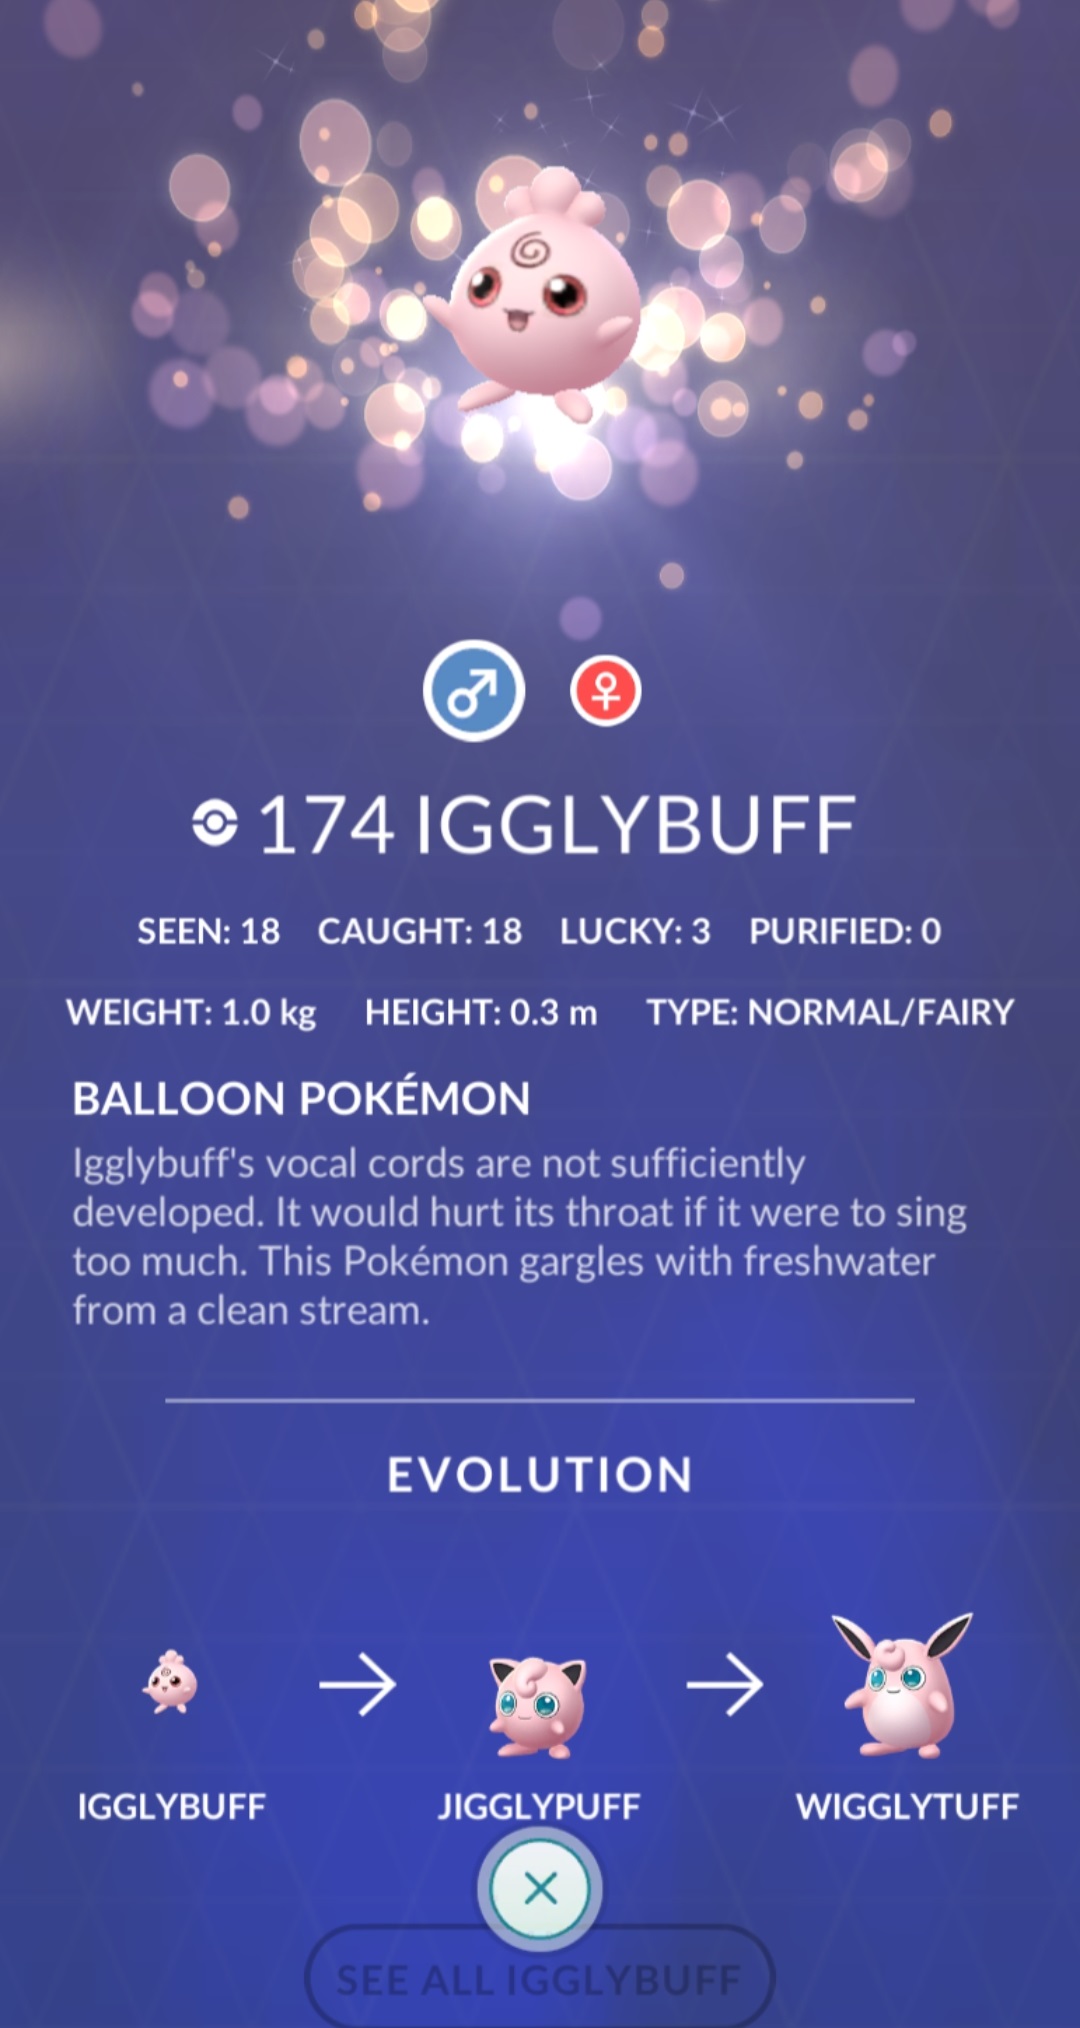 174 IGGLYBUFF
SEEN: 18 CAUGHT: 18 LUCKY: 3 PURIFIED: 0
WEIGHT: 1.0 kg HEIGHT: 0.3 m TYPE: NORMAL/FAIRY
BALLOON POKÉMON
Igglybuff's vocal cords are not sufficiently
developed. It would hurt its throat if it were to sing
too much. This Pokémon gargles with freshwater
from a clean stream.
EVOLUTION
IGGLYBUFF JIGGLYPUFF WIGGLYTUFF
SEE ALL IGGLYBUFF